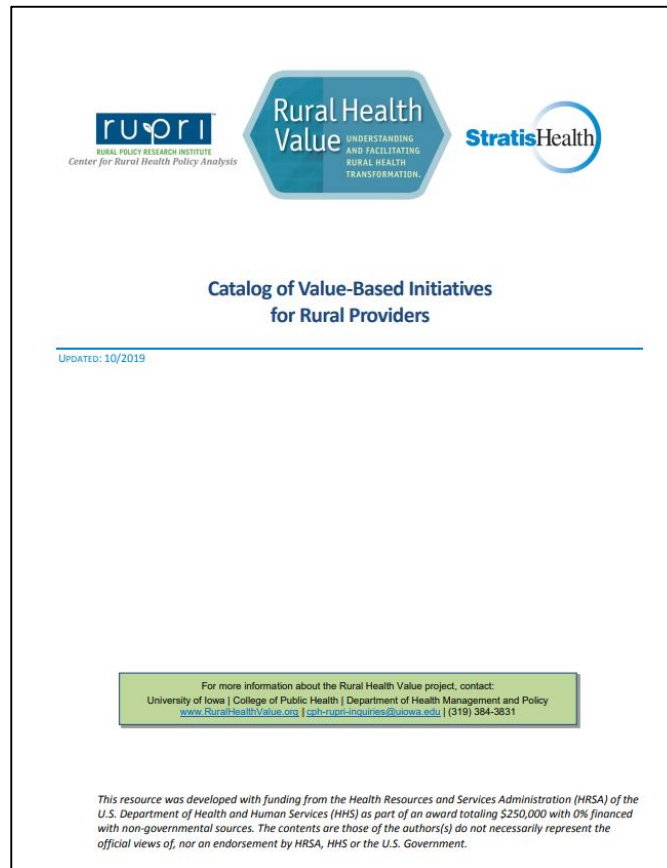 rupri™
RURAL POLICY RESEARCH INSTITUTE
Center for Rural Health Policy Analysis
Rural Health
Value
UNDERSTANDING
AND FACILITATING
RURAL HEALTH
TRANSFORMATION.
StratisHealth
Catalog of Value-Based Initiatives
for Rural Providers
UPDATED: 10/2019
For more information about the Rural Health Value project, contact:
University of Iowa | College of Public Health | Department of Health Management and Policy
www.RuralHealthValue.org | cph-rupri-inquiries@uiowa.edu | (319) 384-3831
This resource was developed with funding from the Health Resources and Services Administration (HRSA) of the
U.S. Department of Health and Human Services (HHS) as part of an award totaling $250,000 with 0% financed
with non-governmental sources. The contents are those of the authors(s) do not necessarily represent the
official views of, nor an endorsement by HRSA, HHS or the U.S. Government.